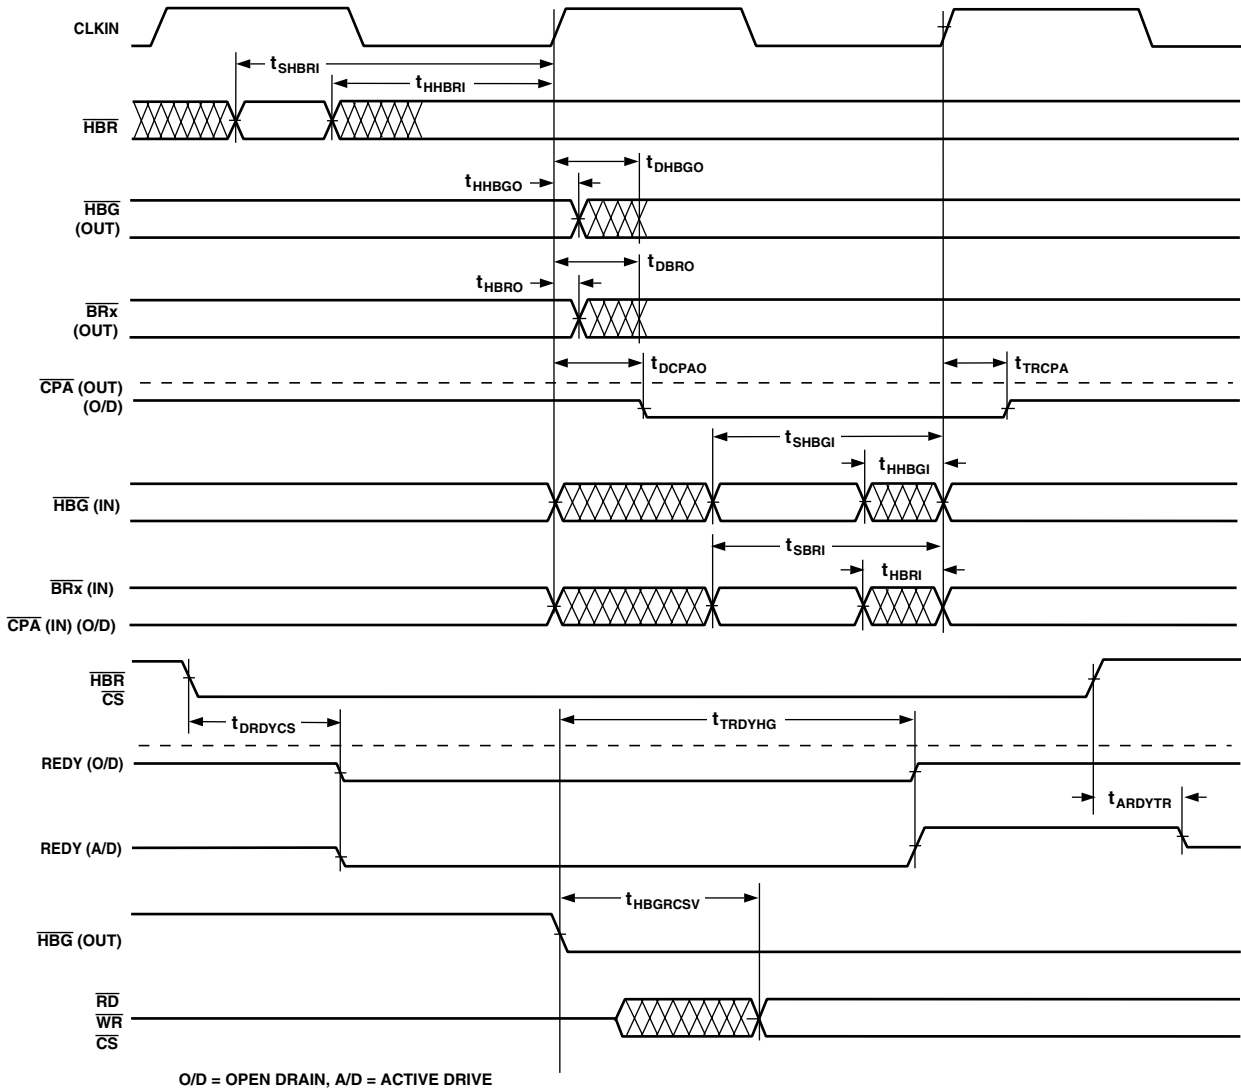 CLKIN
tSHBRI
tHHBRI
HBR
tDHBGO
tHHBGO
HBG
(OUT)
tDBRO
tHBRO
BRx
(OUT)
tDCPAO
tTRCPA
CPA (OUT)
(O/D)
tSHBGI
tHHBGI
HBG (IN)
tSBRI
tHBRI
BRx (IN)
CPA (IN) (O/D)
HBR
CS
tDRDYCS
tTRDYHG
REDY (O/D)
tARDYTR
REDY (A/D)
tHBGRCSV
HBG (OUT)
RD
WR
CS
O/D = OPEN DRAIN, A/D = ACTIVE DRIVE